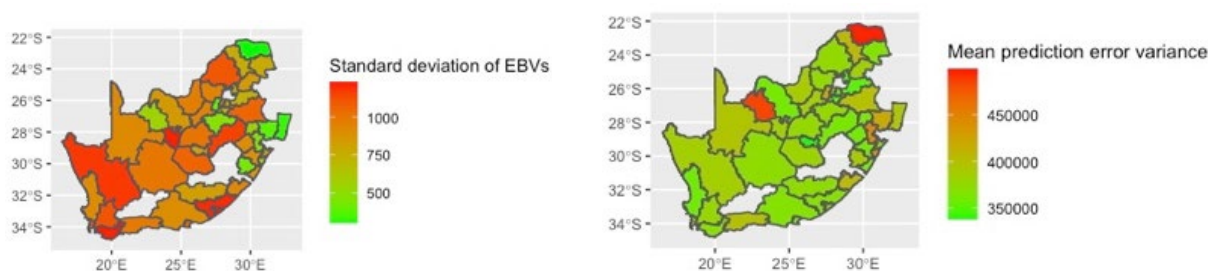 22°S
24°S
26°S
28°S
30°S
32°S
34°S
20°E 25°E 30°E
Standard deviation of EBVs
1000
750
500
22°S
24°S
26°S
28°S
30°S
32°S
34°S
20°E 25°E 30°E
Mean prediction error variance
450000
400000
350000